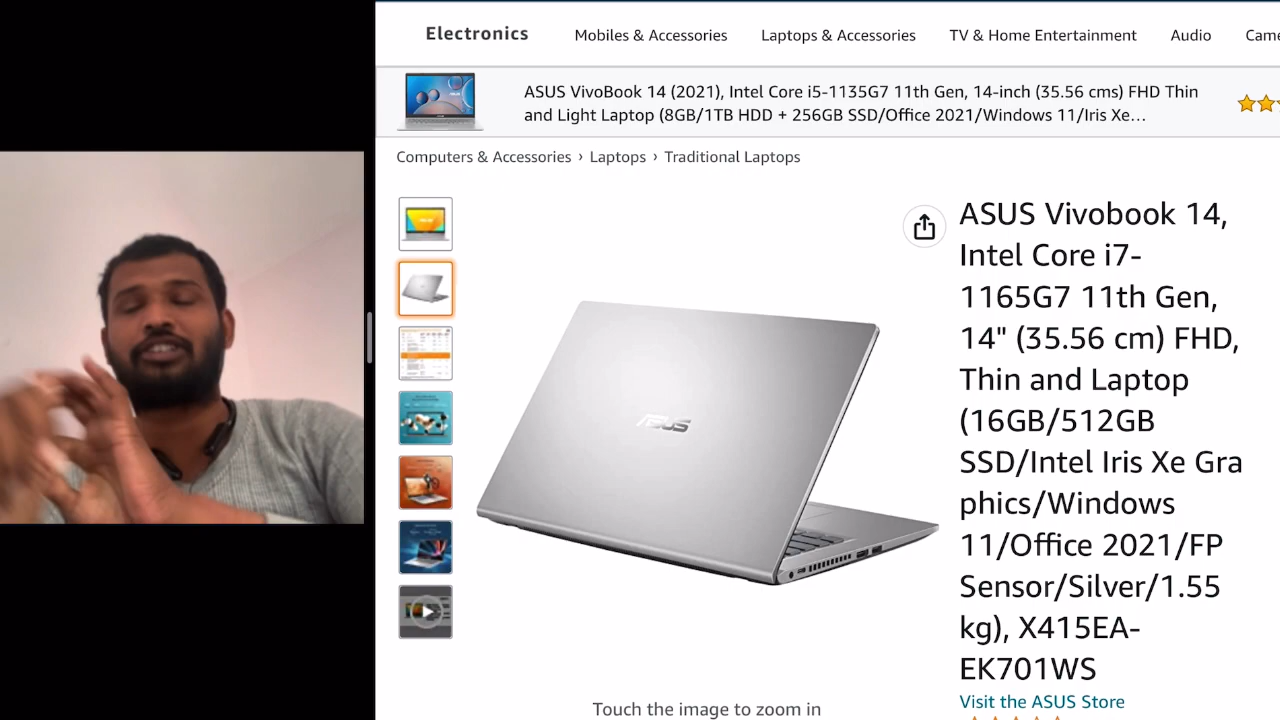 Electronics
Mobiles & Accessories
Laptops & Accessories
TV & Home Entertainment
Audio
ASUS VivoBook 14 (2021), Intel Core i5-1135G7 11th Gen, 14-inch (35.56 cms) FHD Thin
and Light Laptop (8GB/1TB HDD + 256GB SSD/Office 2021/Windows 11/Iris Xe...
Computers & Accessories › Laptops › Traditional Laptops
ASUS Vivobook 14,
Intel Core i7-
1165G7 11th Gen,
14" (35.56 cm) FHD,
Thin and Laptop
(16GB/512GB
SSD/Intel Iris Xe Gra
phics/Windows
11/Office 2021/FP
Sensor/Silver/1.55
kg), X415EA-
EK701WS
Visit the ASUS Store
ASUS
Touch the image to zoom in